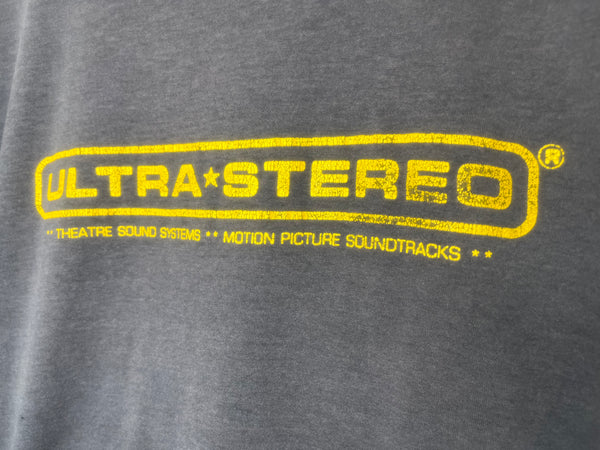 ULTRA★STEREO®
** THEATRE SOUND SYSTEMS ** MOTION PICTURE SOUNDTRACKS **